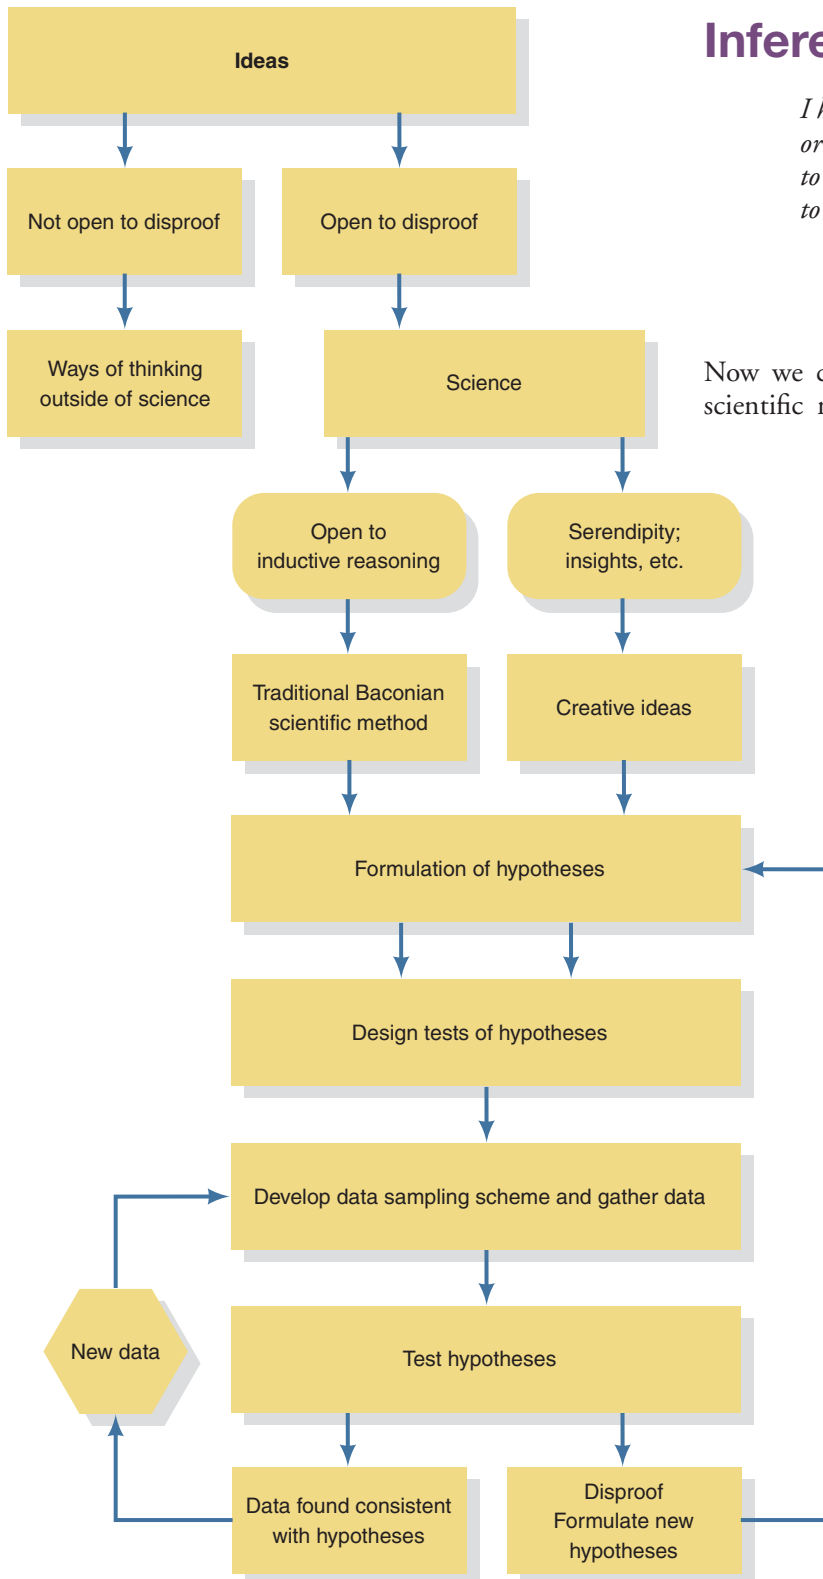 Ideas
Not open to disproof
Open to disproof
Ways of thinking
outside of science
Science
Open to
inductive reasoning
Serendipity;
insights, etc.
Traditional Baconian
scientific method
Creative ideas
Formulation of hypotheses
Design tests of hypotheses
Develop data sampling scheme and gather data
New data
Test hypotheses
Data found consistent
with hypotheses
Disproof
Formulate new
hypotheses
I
or
to
to
Now we
scientific